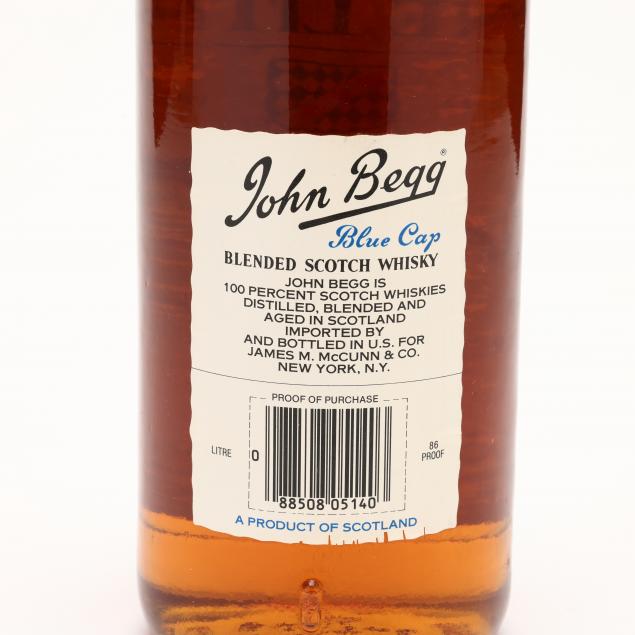 John Begg®
Blue Cap
BLENDED SCOTCH WHISKY
JOHN BEGG IS
100 PERCENT SCOTCH WHISKIES
DISTILLED, BLENDED AND
AGED IN SCOTLAND
IMPORTED BY
AND BOTTLED IN U.S. FOR
JAMES M. McCUNN & CO.
NEW YORK, N.Y.
PROOF OF PURCHASE
LITRE
86
PROOF
0
88508 05140
A PRODUCT OF SCOTLAND